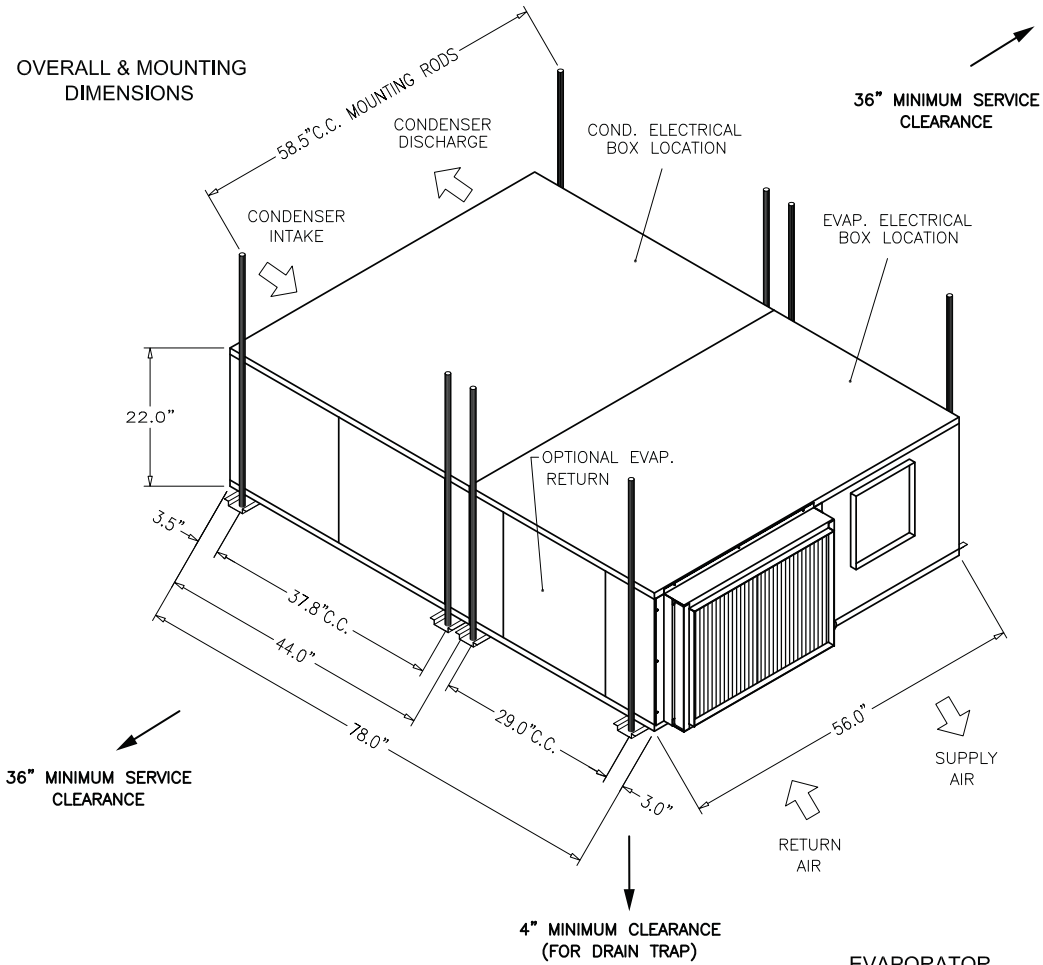 OVERALL & MOUNTING
DIMENSIONS
58.5"C.C. MOUNTING RODS
36" MINIMUM SERVICE
CLEARANCE
CONDENSER
DISCHARGE
COND. ELECTRICAL
BOX LOCATION
CONDENSER
INTAKE
EVAP. ELECTRICAL
BOX LOCATION
22.0"
OPTIONAL EVAP.
RETURN
3.5"
37.8"C.C.
44.0"
78.0"
29.0"C.C.
3.0"
56.0"
SUPPLY
AIR
RETURN
AIR
36" MINIMUM SERVICE
CLEARANCE
4" MINIMUM CLEARANCE
(FOR DRAIN TRAP)
EVAPORATOR